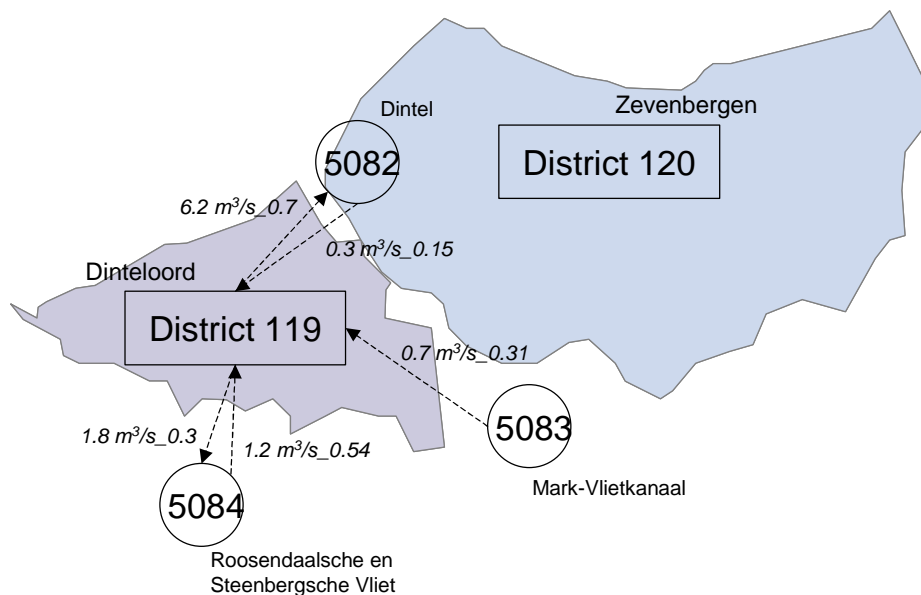 Zevenbergen
Dintel
5082
District 120
6.2 m³/s_0.7
0.3 m³/s_0.15
Dinteloord
District 119
0.7 m³/s_0.31
1.8 m³/s_0.3
1.2 m³/s_0.54
5083
Mark-Vlietkanaal
5084
Roosendaalsche en
Steenbergsche Vliet